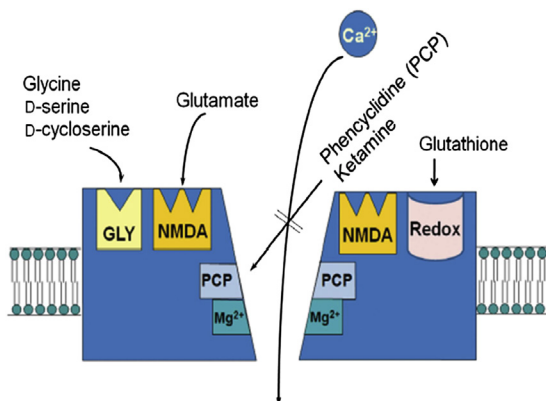 Ca2+
Glycine
D-serine
D-cycloserine
Glutamate
Phencyclidine (PCP)
Ketamine
Glutathione
GLY
NMDA
NMDA
Redox
PCP
PCP
Mg2+
Mg2+